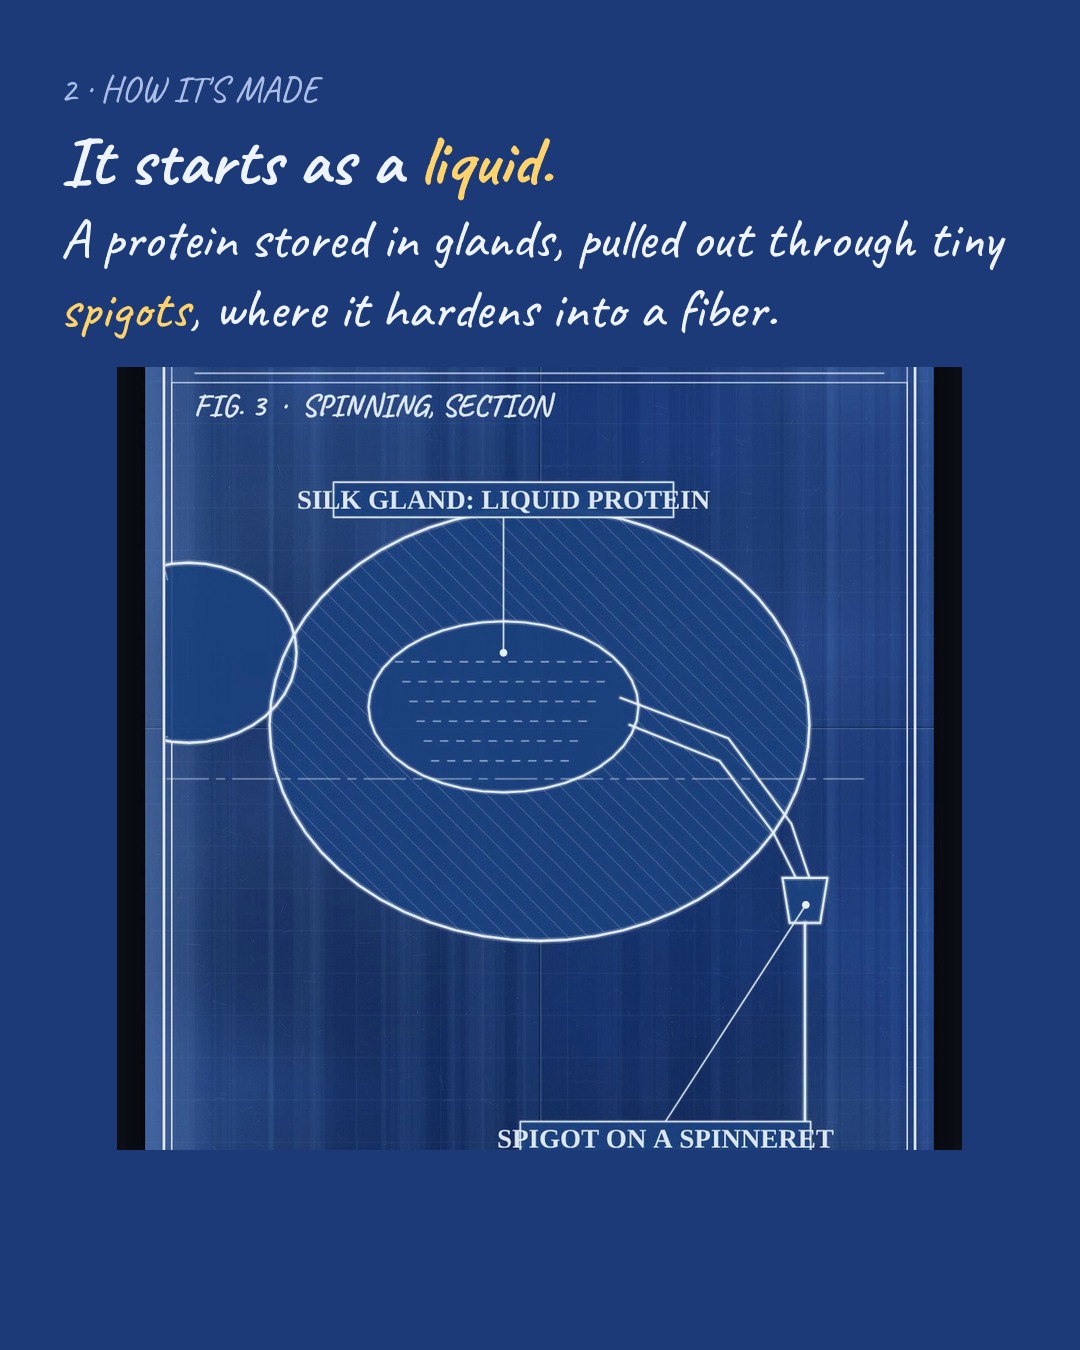 2 · HOW IT'S MADE
It starts as a liquid.
A protein stored in glands, pulled out through tiny
spigots, where it hardens into a fiber.
FIG. 3 · SPINNING, SECTION
SILK GLAND: LIQUID PROTEIN
SPIGOT ON A SPINNERET